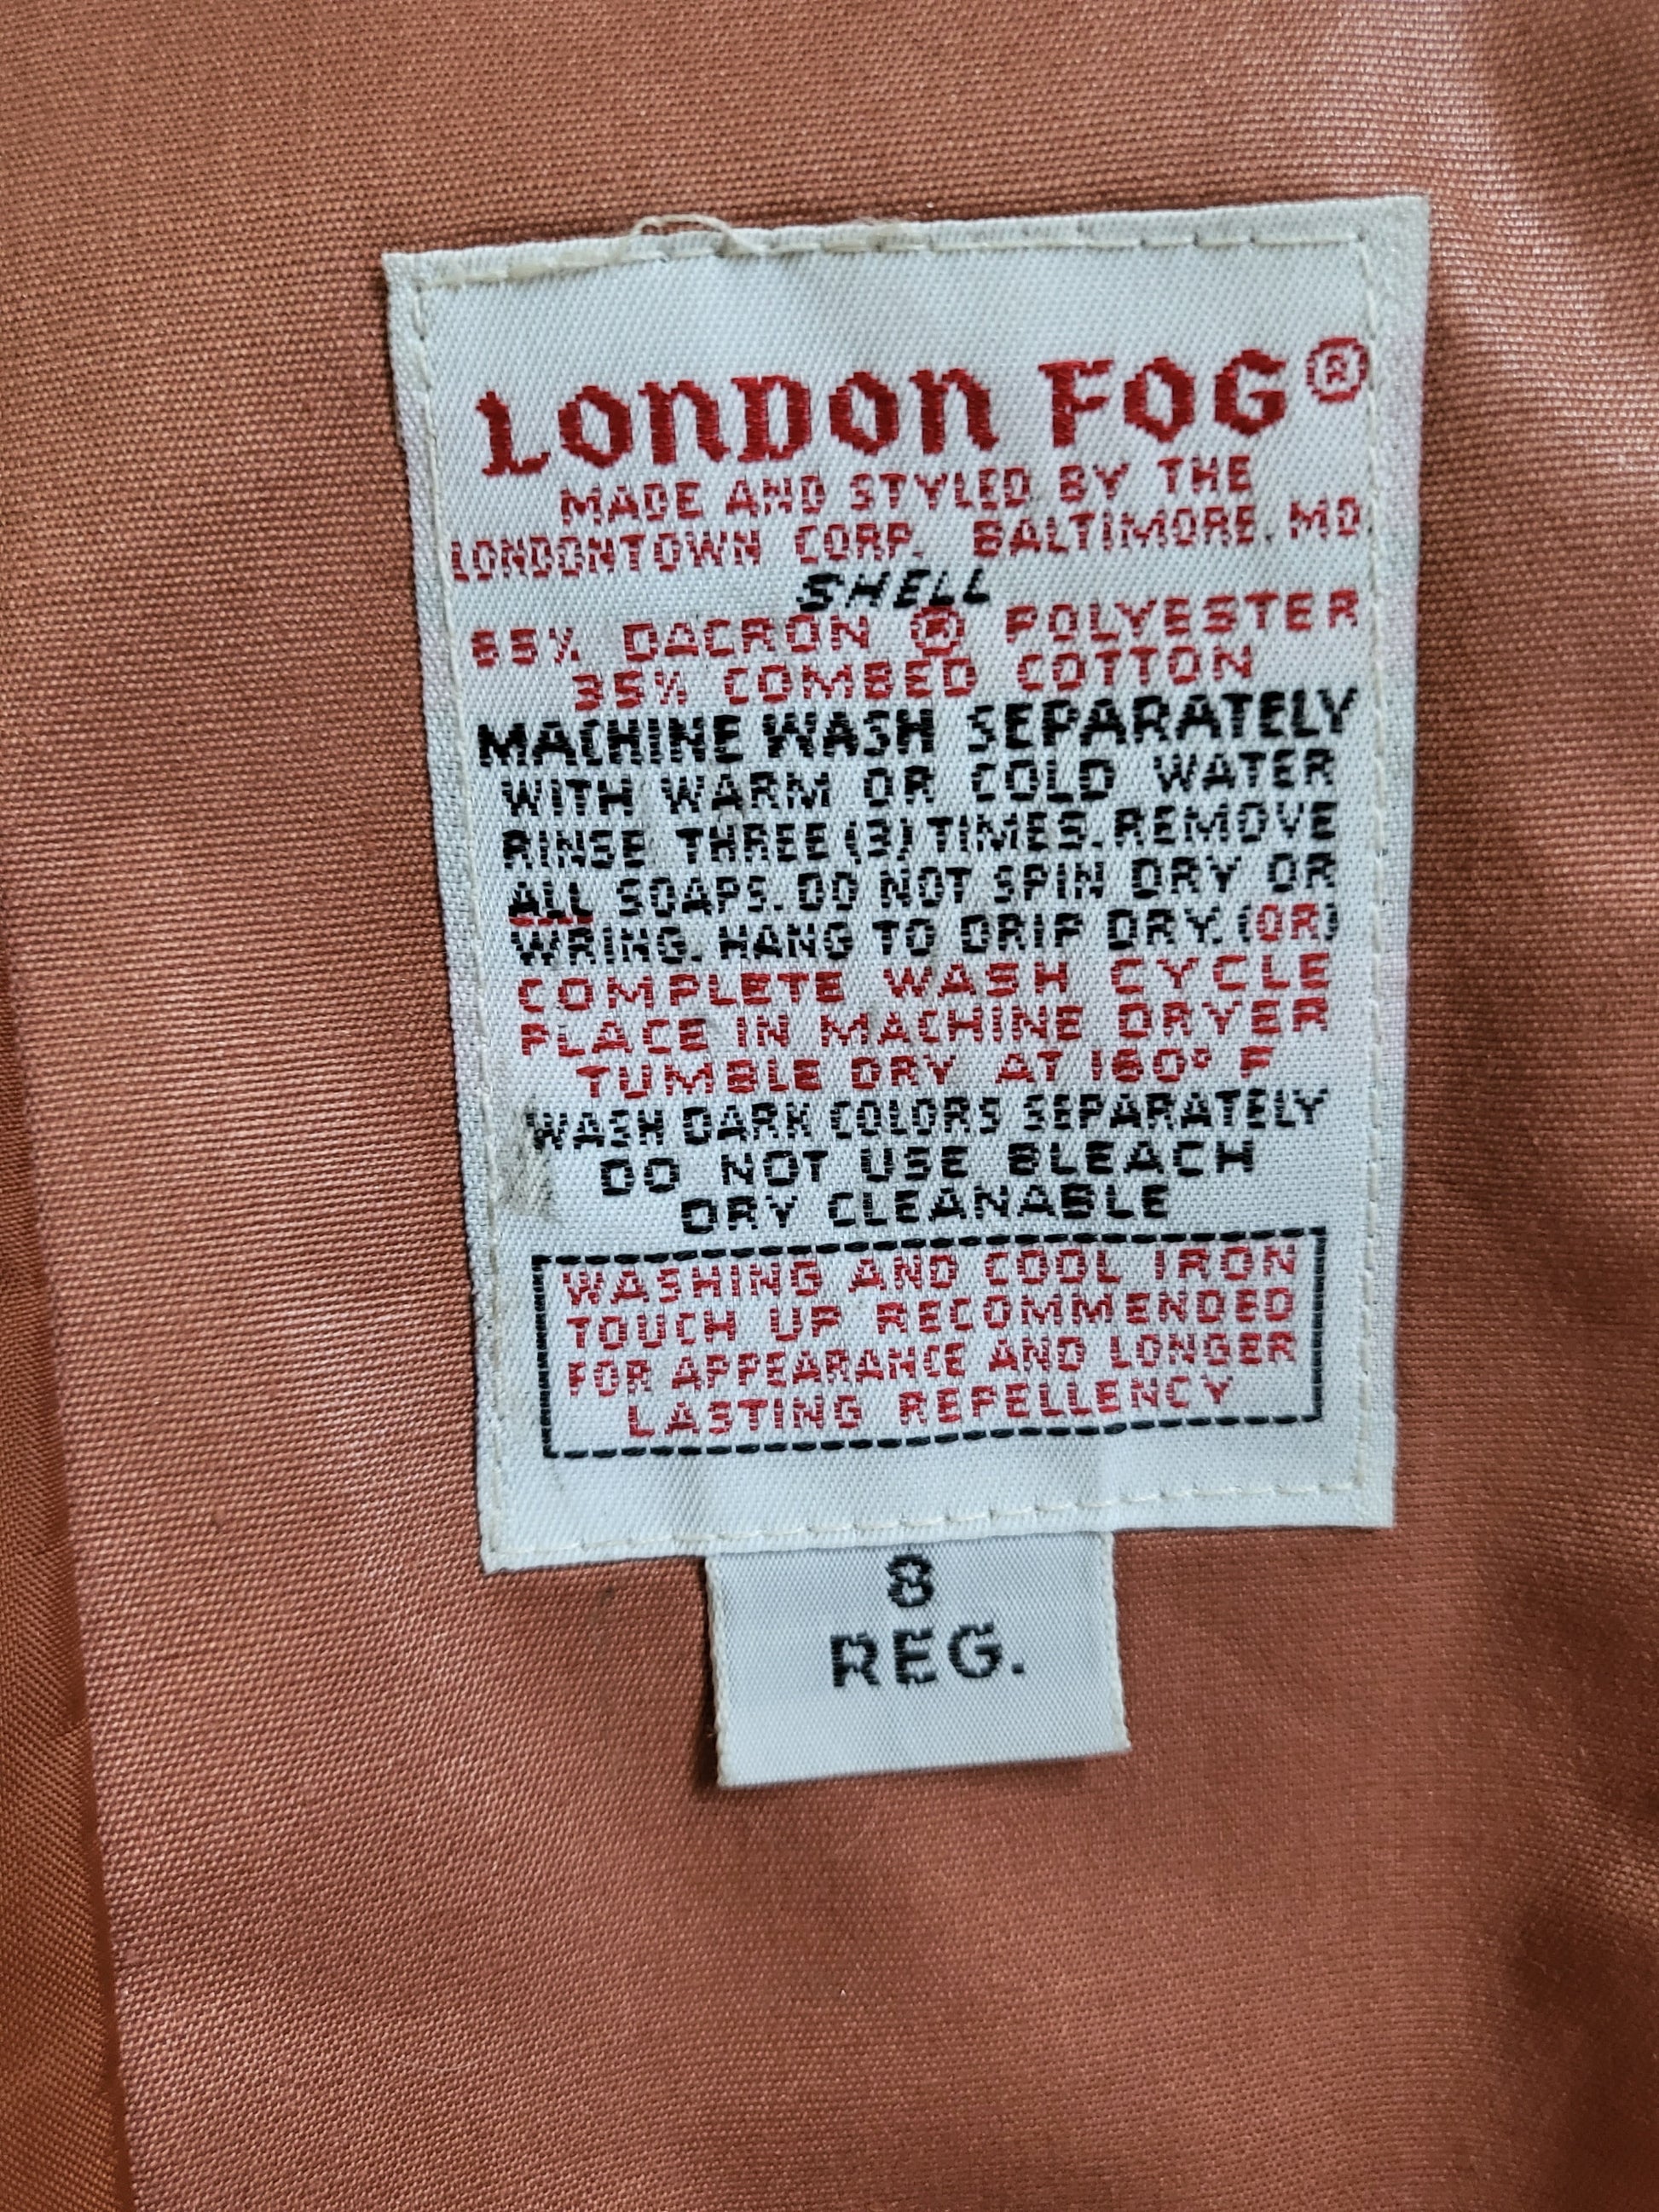 LONDON FOG®
MADE AND STYLED BY THE
LONDONTOWN CORP. BALTIMORE, MD.
SHELL
65% DACRON ® POLYESTER
35% COMBED COTTON
MACHINE WASH SEPARATELY
WITH WARM OR COLD WATER
RINSE THREE (3) TIMES. REMOVE
ALL SOAPS. DO NOT SPIN DRY OR
WRING. HANG TO DRIP DRY. (OR)
COMPLETE WASH CYCLE
PLACE IN MACHINE DRYER
TUMBLE DRY AT 160° F
WASH DARK COLORS SEPARATELY
DO NOT USE BLEACH
DRY CLEANABLE
WASHING AND COOL IRON
TOUCH UP RECOMMENDED
FOR APPEARANCE AND LONGER
LASTING REPELLENCY
8
REG.